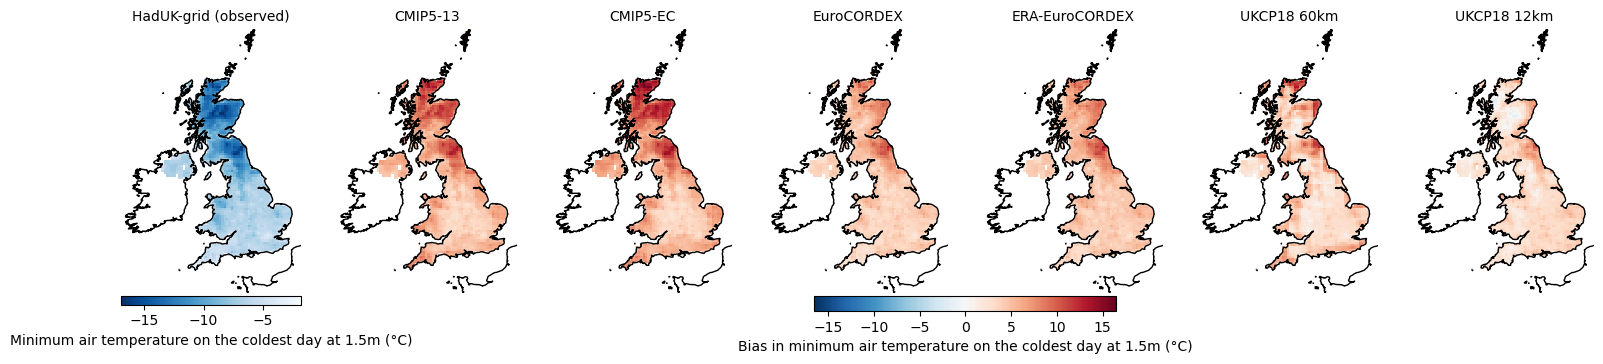 HadUK-grid (observed)
CMIP5-13
CMIP5-EC
EuroCORDEX
ERA-EuroCORDEX
UKCP18 60km
UKCP18 12km
−15 −10 −5
Minimum air temperature on the coldest day at 1.5m (°C)
−15 −10 −5 0 5 10 15
Bias in minimum air temperature on the coldest day at 1.5m (°C)